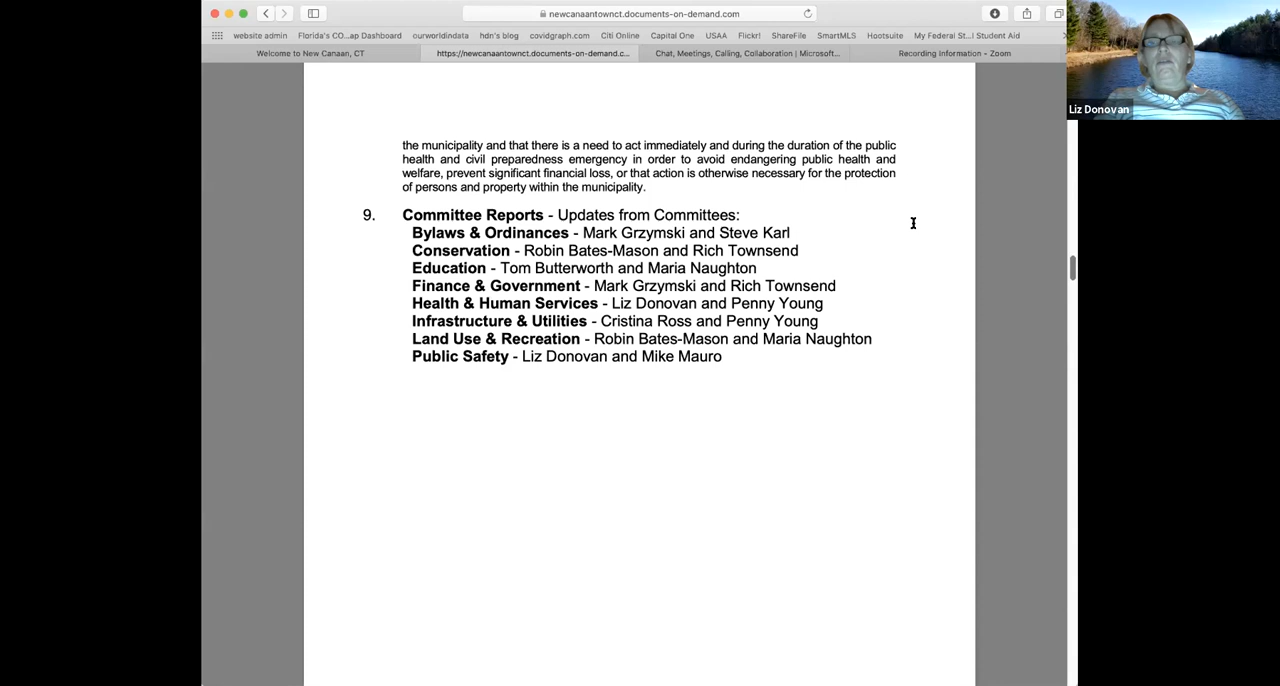 newcanaantownct.documents-on-demand.com
website admin Florida's CO...ap Dashboard ourworldindata hdn's blog covidgraph.com Citi Online Capital One USAA Flickr! ShareFile SmartMLS Hootsuite My Federal St...l Student Aid
Welcome to New Canaan, CT https://newcanaantownct.documents-on-demand.c... Chat, Meetings, Calling, Collaboration | Microsoft... Recording Information - Zoom
Liz Donovan
the municipality and that there is a need to act immediately and during the duration of the public
health and civil preparedness emergency in order to avoid endangering public health and
welfare, prevent significant financial loss, or that action is otherwise necessary for the protection
of persons and property within the municipality.
9. Committee Reports - Updates from Committees:
Bylaws & Ordinances - Mark Grzymski and Steve Karl
Conservation - Robin Bates-Mason and Rich Townsend
Education - Tom Butterworth and Maria Naughton
Finance & Government - Mark Grzymski and Rich Townsend
Health & Human Services - Liz Donovan and Penny Young
Infrastructure & Utilities - Cristina Ross and Penny Young
Land Use & Recreation - Robin Bates-Mason and Maria Naughton
Public Safety - Liz Donovan and Mike Mauro